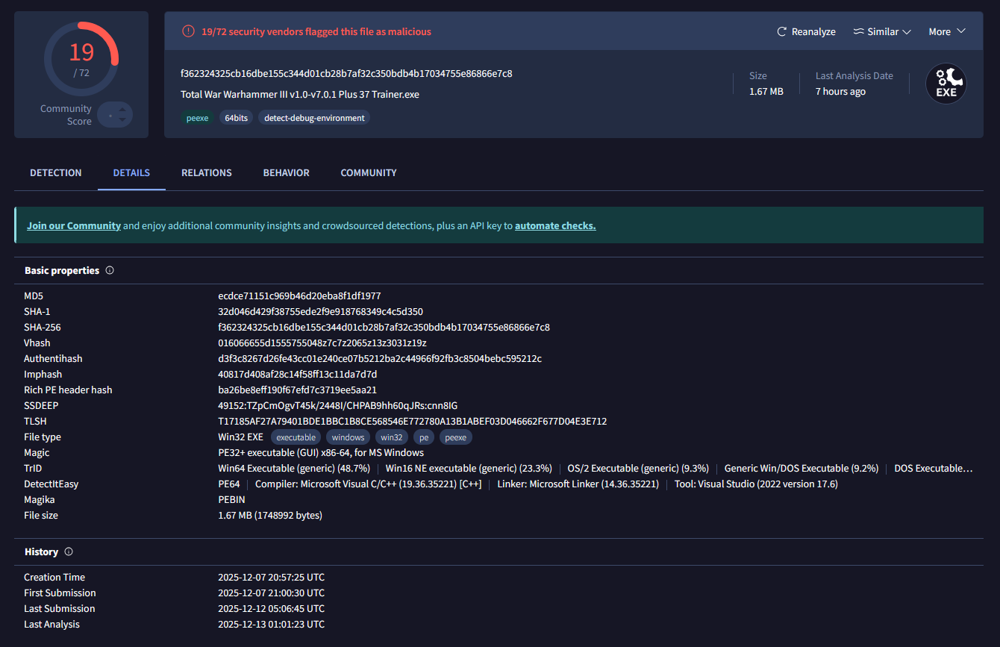 19
/ 72
Community
Score
19/72 security vendors flagged this file as malicious
Reanalyze
Similar
More
f362324325cb16dbe155c344d01cb28b7af32c350bdb4b17034755e86866e7c8
Total War Warhammer III v1.0-v7.0.1 Plus 37 Trainer.exe
peexe 64bits detect-debug-environment
Size
1.67 MB
Last Analysis Date
7 hours ago
EXE
DETECTION DETAILS RELATIONS BEHAVIOR COMMUNITY
Join our Community and enjoy additional community insights and crowdsourced detections, plus an API key to automate checks.
Basic properties
MD5 ecdce71151c969b46d20eba8f1df1977
SHA-1 32d046d429f38755ede2f9e918768349c4c5d350
SHA-256 f362324325cb16dbe155c344d01cb28b7af32c350bdb4b17034755e86866e7c8
Vhash 016066655d1555755048z7c7z2065z13z3031z19z
Authentihash d3f3c8267d26fe43cc01e240ce07b5212ba2c44966f92fb3c8504bebc595212c
Imphash 40817d408af28c14f58ff13c11da7d7d
Rich PE header hash ba26be8eff190f67efd7c3719ee5aa21
SSDEEP 49152:TZpCmOgvT45k/2448I/CHPAB9hh60qJRs:cnn8IG
TLSH T17185AF27A79401BDE1BBC1B8CE568546E772780A13B1ABEF03D046662F677D04E3E712
File type Win32 EXE executable windows win32 pe peexe
Magic PE32+ executable (GUI) x86-64, for MS Windows
TrID Win64 Executable (generic) (48.7%) Win16 NE executable (generic) (23.3%) OS/2 Executable (generic) (9.3%) Generic Win/DOS Executable (9.2%) DOS Executable…
DetectItEasy PE64 Compiler: Microsoft Visual C/C++ (19.36.35221) [C++] Linker: Microsoft Linker (14.36.35221) Tool: Visual Studio (2022 version 17.6)
Magika PEBIN
File size 1.67 MB (1748992 bytes)
History
Creation Time 2025-12-07 20:57:25 UTC
First Submission 2025-12-07 21:00:30 UTC
Last Submission 2025-12-12 05:06:45 UTC
Last Analysis 2025-12-13 01:01:23 UTC